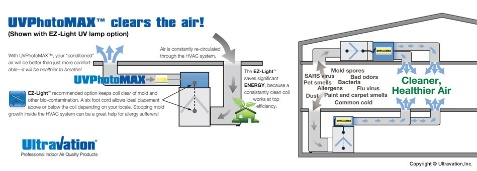 UVPhotoMAX™ clears the air!
(Shown with EZ-Light UV lamp option)
With UVPhotoMAX™, your "conditioned"
air will be better than just more comfort-
able—it will be healthier to breathe!
Air is constantly re-circulated
through the HVAC system.
UVPhotoMAX
The EZ-Light™
saves significant
ENERGY, because a
constantly clean coil
works at top
efficiency.
EZ-Light™ recommended option keeps coil clear of mold and
other bio-contamination. A six foot cord allows ideal placement
above or below the coil depending on your locale. Stopping mold
growth inside the HVAC system can be a great help for allergy sufferers!
Ultravation
Professional Indoor Air Quality Products
Mold spores
SARS virus
Bad odors
Pet smells
Bacteria
Allergens
Flu virus
Dust
Paint and carpet smells
Common cold
Cleaner,
Healthier Air
Copyright © Ultravation, Inc.